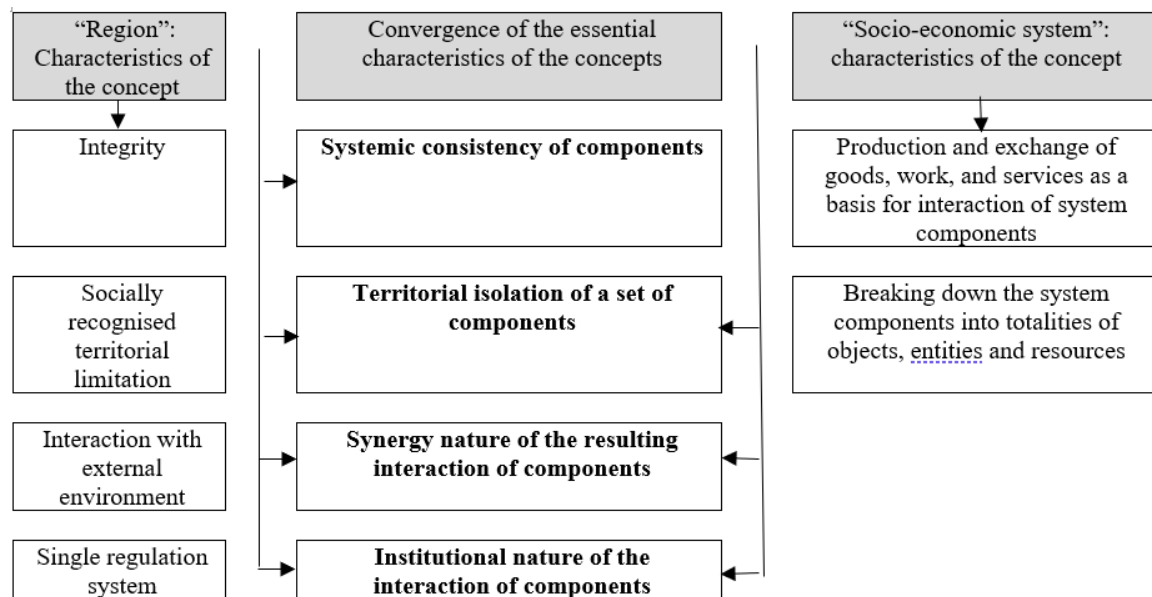 “Region”:
Characteristics of
the concept
Integrity
Socially
recognised
territorial
limitation
Interaction with
external
environment
Single regulation
system
Convergence of the essential
characteristics of the concepts
Systemic consistency of components
Territorial isolation of a set of
components
Synergy nature of the resulting
interaction of components
Institutional nature of the
interaction of components
“Socio-economic system”:
characteristics of the concept
Production and exchange of
goods, work, and services as a
basis for interaction of system
components
Breaking down the system
components into totalities of
objects, entities and resources